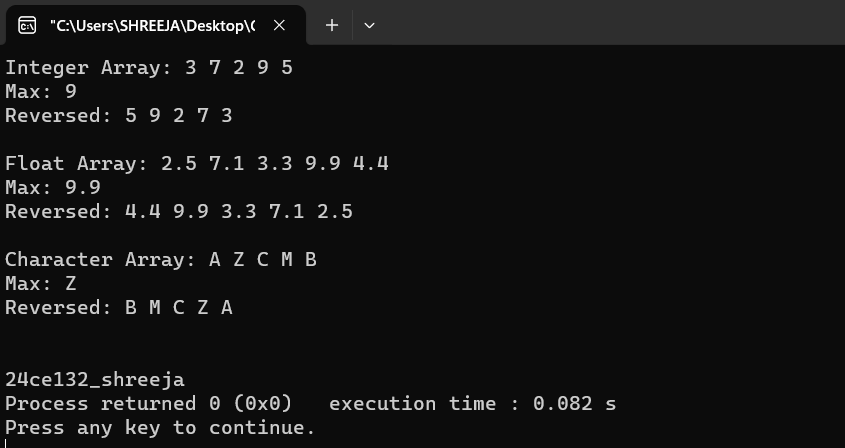 "C:\Users\SHREEJA\Desktop\
Integer Array: 3 7 2 9 5
Max: 9
Reversed: 5 9 2 7 3
Float Array: 2.5 7.1 3.3 9.9 4.4
Max: 9.9
Reversed: 4.4 9.9 3.3 7.1 2.5
Character Array: A Z C M B
Max: Z
Reversed: B M C Z A
24ce132_shreeja
Process returned 0 (0x0)   execution time : 0.082 s
Press any key to continue.